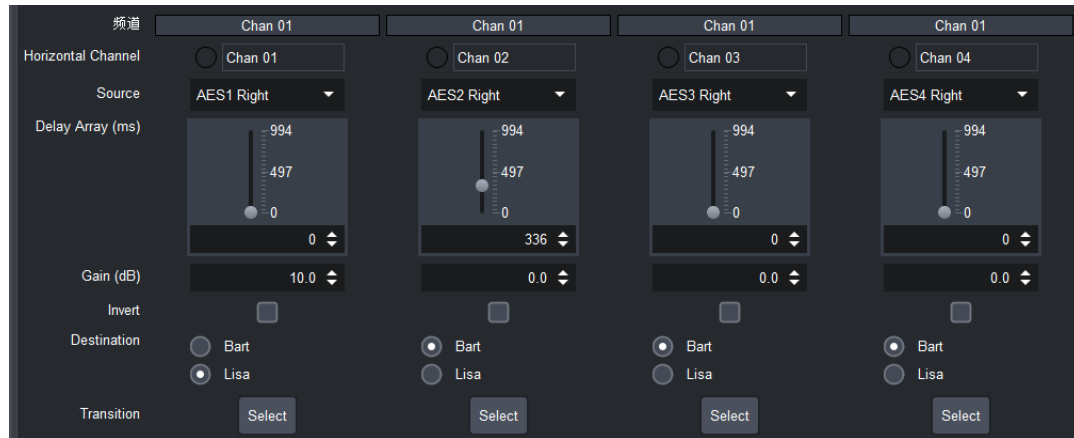 频道 Chan 01 Chan 01 Chan 01 Chan 01
Horizontal Channel Chan 01 Chan 02 Chan 03 Chan 04
Source AES1 Right AES2 Right AES3 Right AES4 Right
Delay Array (ms) 994 994 994 994
497 497 497 497
0 0 0 0
0 336 0 0
Gain (dB) 10.0 0.0 0.0 0.0
Invert
Destination Bart Bart Bart Bart
Lisa Lisa Lisa Lisa
Transition Select Select Select Select